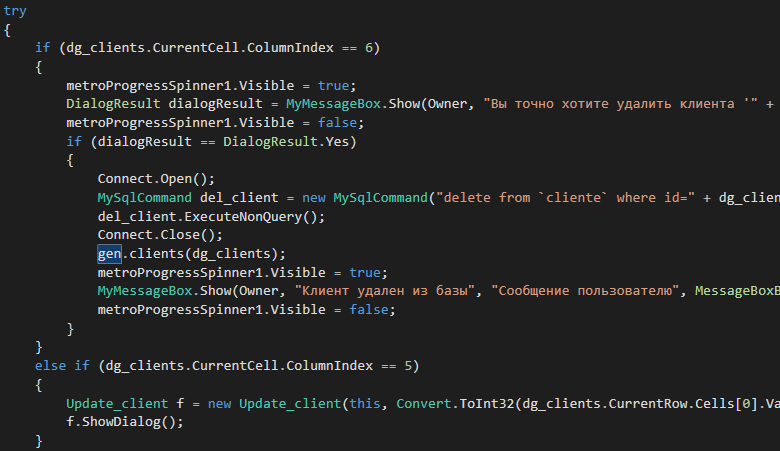 try
{
if (dg_clients.CurrentCell.ColumnIndex == 6)
{
metroProgressSpinner1.Visible = true;
DialogResult dialogResult = MyMessageBox.Show(Owner, "Вы точно хотите удалить клиента '" +
metroProgressSpinner1.Visible = false;
if (dialogResult == DialogResult.Yes)
{
Connect.Open();
MySqlCommand del_client = new MySqlCommand("delete from `cliente` where id=" + dg_clien
del_client.ExecuteNonQuery();
Connect.Close();
gen.clients(dg_clients);
metroProgressSpinner1.Visible = true;
MyMessageBox.Show(Owner, "Клиент удален из базы", "Сообщение пользователю", MessageBoxB
metroProgressSpinner1.Visible = false;
}
}
else if (dg_clients.CurrentCell.ColumnIndex == 5)
{
Update_client f = new Update_client(this, Convert.ToInt32(dg_clients.CurrentRow.Cells[0].Va
f.ShowDialog();
}